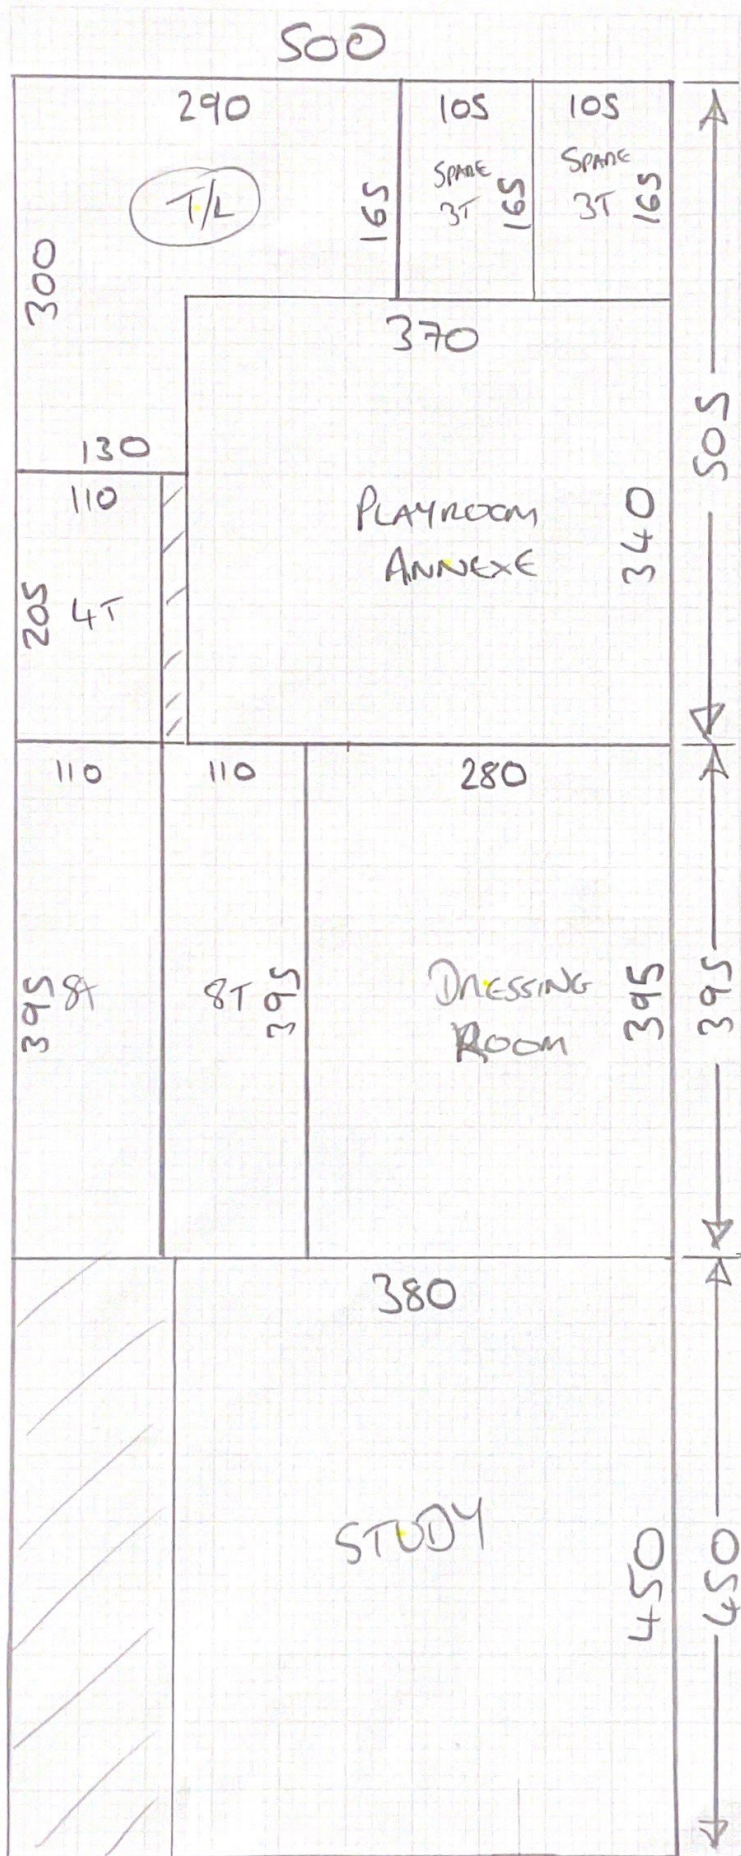 500
290
105
105
T/L
165
SPARE
3T
165
SPARE
3T
165
300
370
505
130
110
PLAYROOM
ANNEXE
340
205
4T
110
110
280
395
8T
8T
395
DRESSING
ROOM
395
395
380
STUDY
450
450